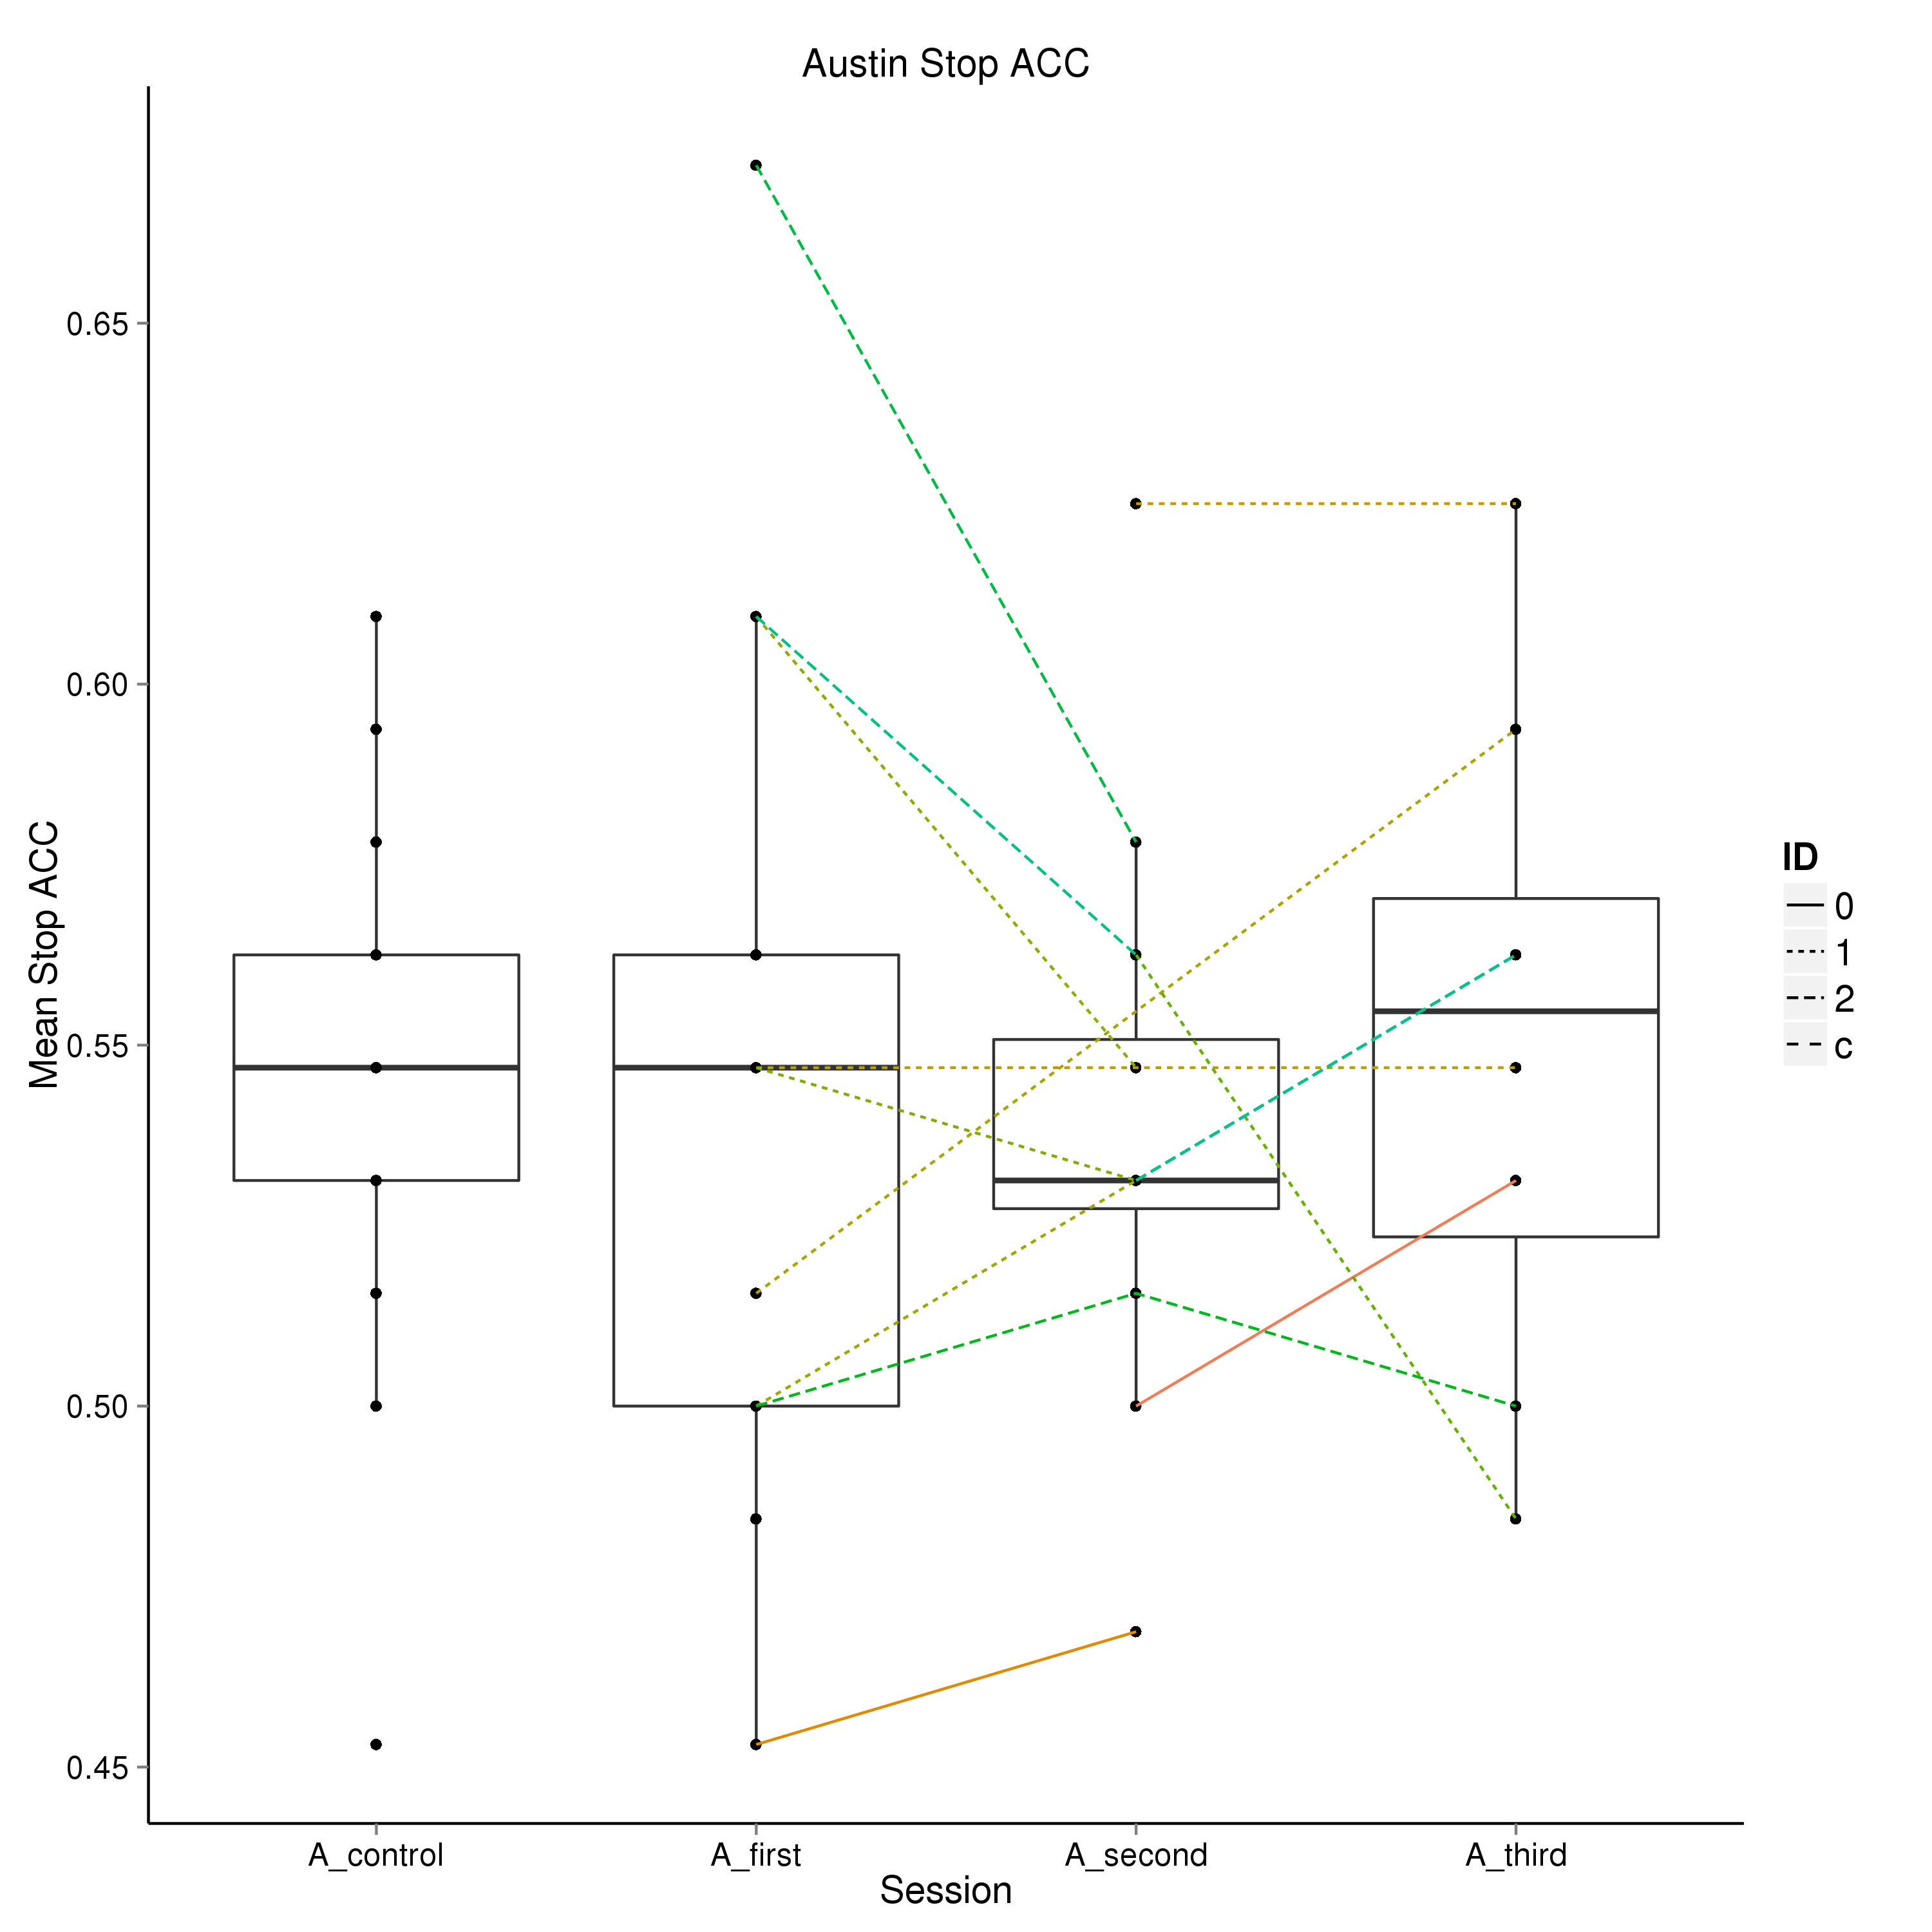 Austin Stop ACC
Mean Stop ACC
0.65
0.60
0.55
0.50
0.45
A_control
A_first
A_second
A_third
Session
ID
0
1
2
c